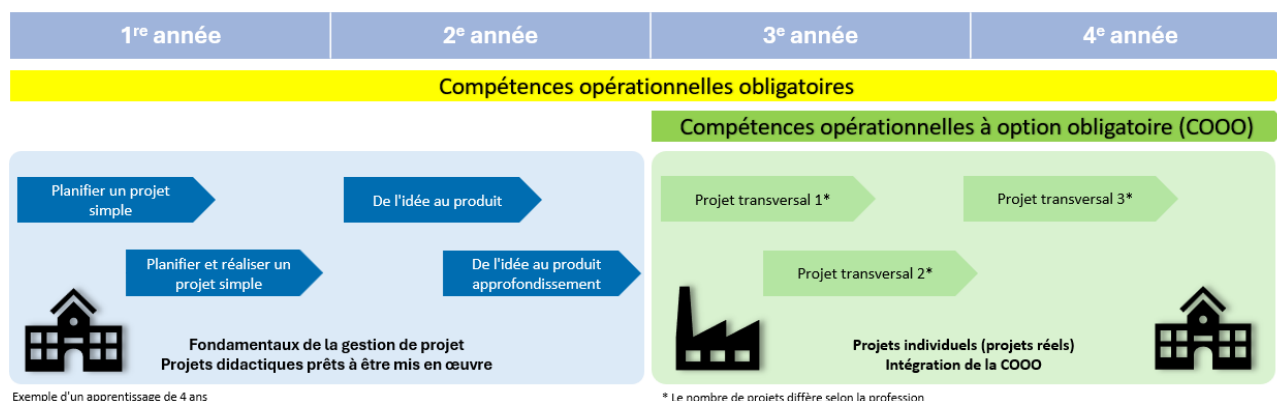 1re année
2e année
3e année
4e année
Compétences opérationnelles obligatoires
Compétences opérationnelles à option obligatoire (COOO)
Planifier un projet
simple
De l'idée au produit
Planifier et réaliser un
projet simple
De l'idée au produit
approfondissement
Fondamentaux de la gestion de projet
Projets didactiques prêts à être mis en œuvre
Projet transversal 1*
Projet transversal 3*
Projet transversal 2*
Projets individuels (projets réels)
Intégration de la COOO
Exemple d'un apprentissage de 4 ans
* Le nombre de projets diffère selon la profession